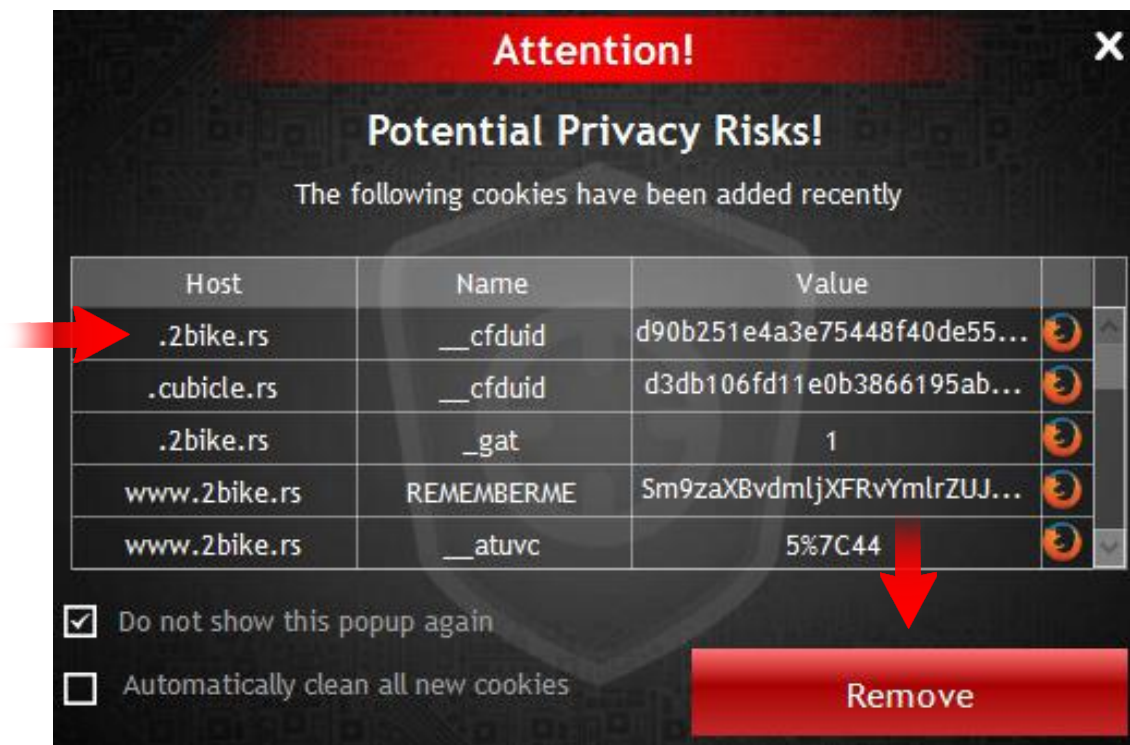 Attention!
X
Potential Privacy Risks!
The following cookies have been added recently
Host Name Value
.2bike.rs __cfduid d90b251e4a3e75448f40de55...
.cubicle.rs __cfduid d3db106fd11e0b3866195ab...
.2bike.rs _gat 1
www.2bike.rs REMEMBERME Sm9zaXBvdmljXFRvYmlrZUJ...
www.2bike.rs __atuvc 5%7C44
Do not show this popup again
Automatically clean all new cookies
Remove